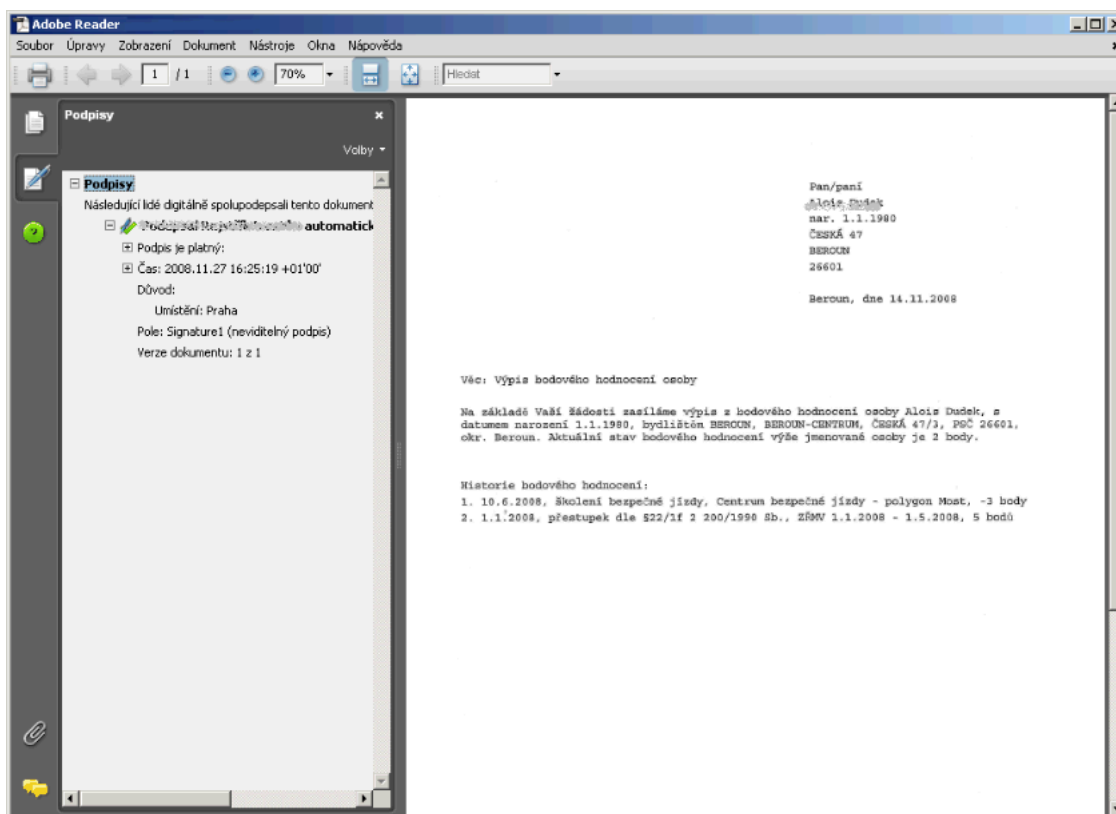 Adobe Reader
Soubor Úpravy Zobrazení Dokument Nástroje Okna Nápověda
1 / 1 70% Hledat
Podpisy
Volby
Podpisy
Následující lidé digitálně spolupodepsali tento dokument
automatick
Podpis je platný:
Čas: 2008.11.27 16:25:19 +01'00'
Důvod:
Umístění: Praha
Pole: Signature1 (neviditelný podpis)
Verze dokumentu: 1 z 1
Pan/paní
Alois Dudek
nar. 1.1.1980
ČESKÁ 47
BEROUN
26601
Beroun, dne 14.11.2008
Věc: Výpis bodového hodnocení osoby
Na základě Vaší žádosti zasíláme výpis z bodového hodnocení osoby Alois Dudek, s
datumem narození 1.1.1980, bydlištěm BEROUN, BEROUN-CENTRUM, ČESKÁ 47/3, PSČ 26601,
okr. Beroun. Aktuální stav bodového hodnocení výše jmenované osoby je 2 body.
Historie bodového hodnocení:
1. 10.6.2008, školení bezpečné jízdy, Centrum bezpečné jízdy - polygon Most, -3 body
2. 1.1.2008, přestupek dle §22/1f 2 200/1990 Sb., ZŘMV 1.1.2008 - 1.5.2008, 5 bodů